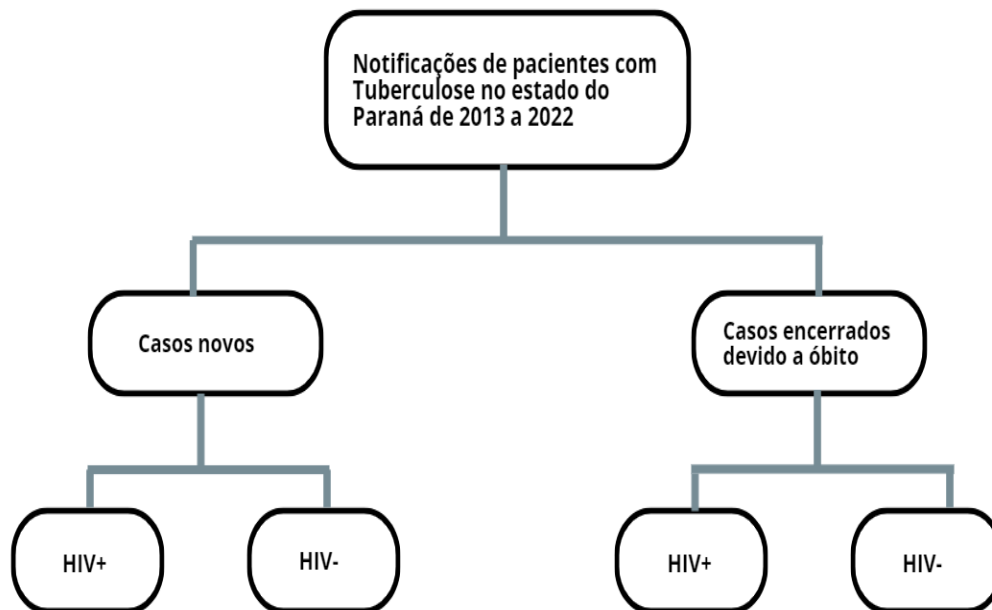 Notificações de pacientes com
Tuberculose no estado do
Paraná de 2013 a 2022
Casos novos
Casos encerrados
devido a óbito
HIV+
HIV-
HIV+
HIV-